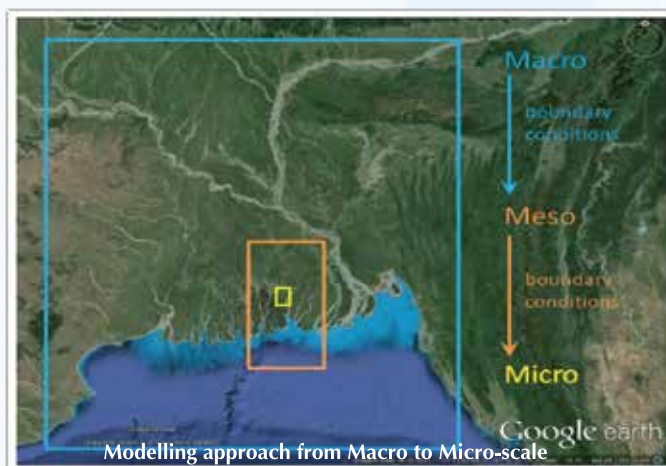 Macro
boundary
conditions
Meso
boundary
conditions
Micro
Google earth
Modelling approach from Macro to Micro-scale